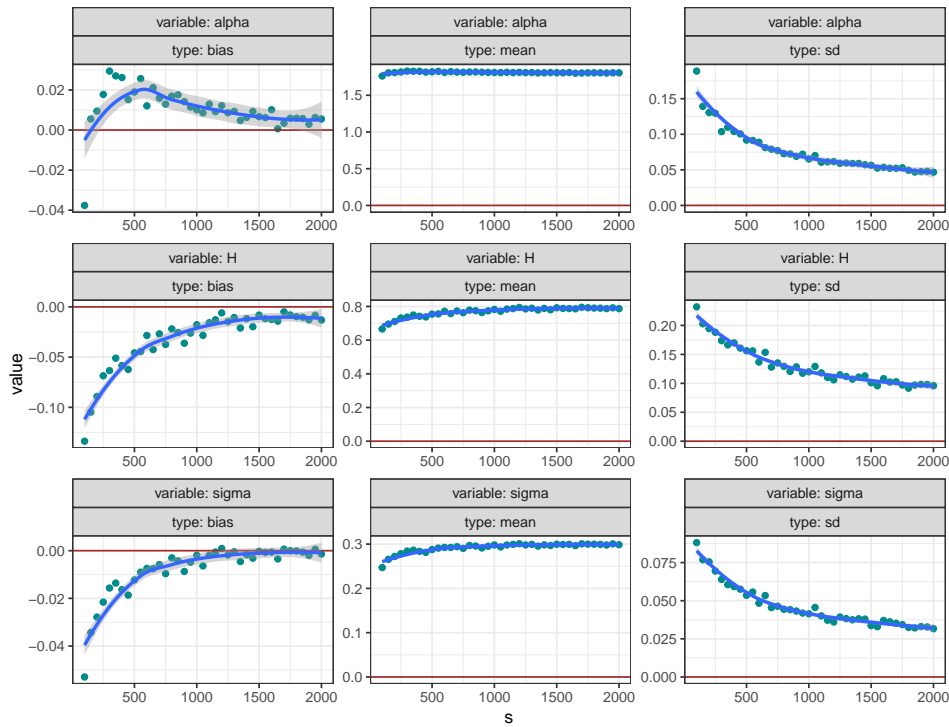 variable: alpha
variable: alpha
variable: alpha
type: bias
type: mean
type: sd
0.02
0.00
−0.02
−0.04
1.5
1.0
0.5
0.0
0.15
0.10
0.05
0.00
500 1000 1500 2000
500 1000 1500 2000
500 1000 1500 2000
variable: H
variable: H
variable: H
type: bias
type: mean
type: sd
0.00
−0.05
−0.10
0.8
0.6
0.4
0.2
0.0
0.20
0.15
0.10
0.05
0.00
500 1000 1500 2000
500 1000 1500 2000
500 1000 1500 2000
value
variable: sigma
variable: sigma
variable: sigma
type: bias
type: mean
type: sd
0.00
−0.02
−0.04
0.3
0.2
0.1
0.0
0.075
0.050
0.025
0.000
500 1000 1500 2000
500 1000 1500 2000
500 1000 1500 2000
s